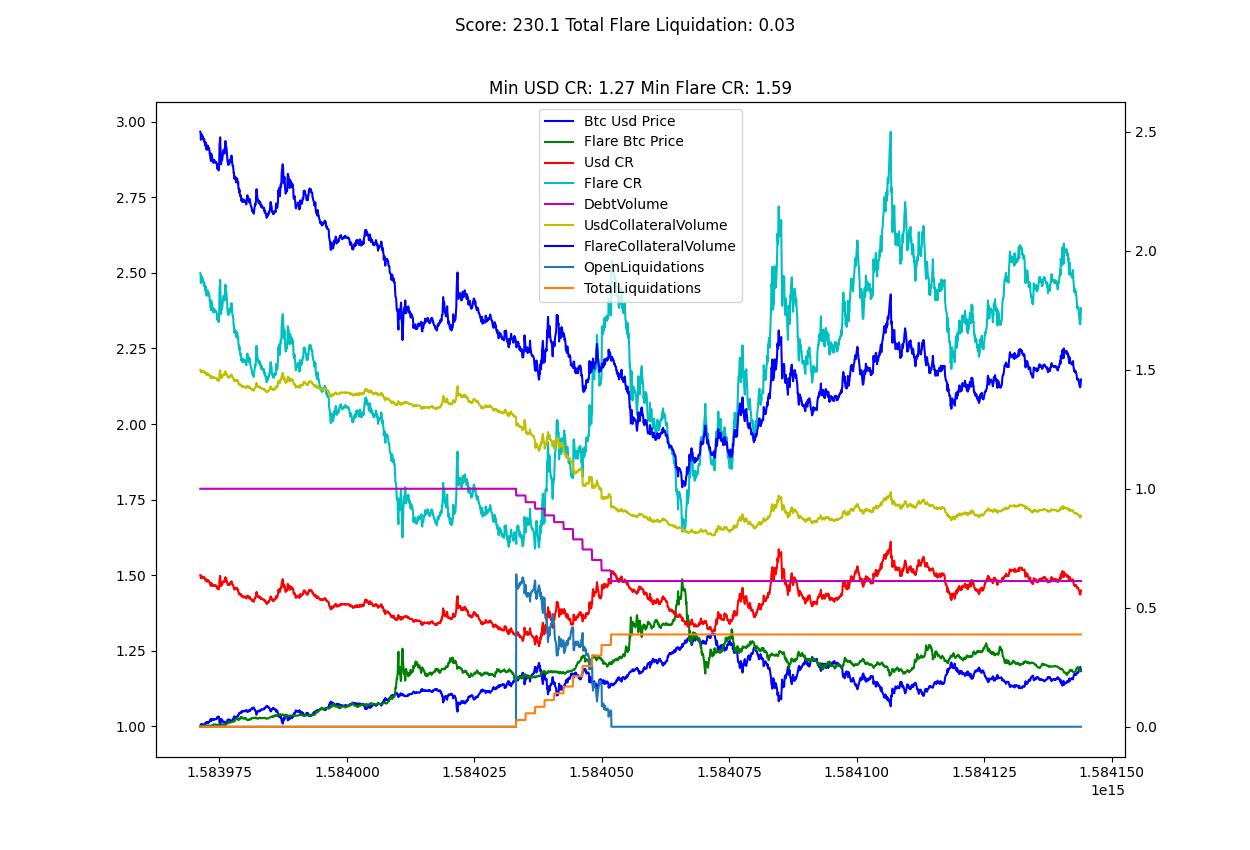 Score: 230.1 Total Flare Liquidation: 0.03
Min USD CR: 1.27 Min Flare CR: 1.59
Btc Usd Price
Flare Btc Price
Usd CR
Flare CR
DebtVolume
UsdCollateralVolume
FlareCollateralVolume
OpenLiquidations
TotalLiquidations
3.00
2.75
2.50
2.25
2.00
1.75
1.50
1.25
1.00
2.5
2.0
1.5
1.0
0.5
0.0
1.583975 1.584000 1.584025 1.584050 1.584075 1.584100 1.584125 1.584150
1e15